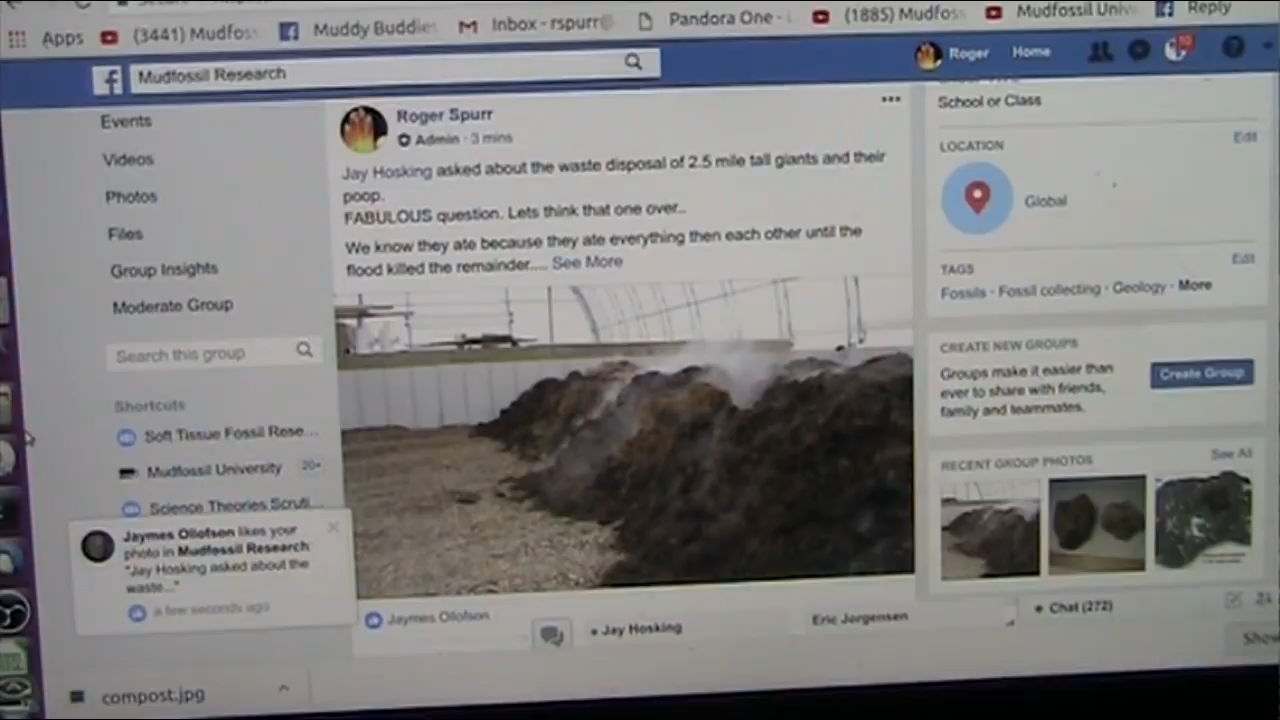 Apps
(3441) Mudfoss
Muddy Buddies
Inbox - rspurr@
Pandora One - L
(1885) Mudfoss
Mudfossil Univ
Reply
Mudfossil Research
Roger
Home
Events
Videos
Photos
Files
Group Insights
Moderate Group
Search this group
Shortcuts
Soft Tissue Fossil Rese...
Mudfossil University 20+
Science Theories Scruti...
Jaymes Ollofson likes your
photo in Mudfossil Research
"Jay Hosking asked about the
waste..."
a few seconds ago
Roger Spurr
Admin · 3 mins
Jay Hosking asked about the waste disposal of 2.5 mile tall giants and their
poop.
FABULOUS question. Lets think that one over..
We know they ate because they ate everything then each other until the
flood killed the remainder.... See More
Jaymes Ollofson
Jay Hosking
Eric Jorgensen
School or Class
LOCATION
Edit
Global
TAGS
Edit
Fossils · Fossil collecting · Geology · More
CREATE NEW GROUPS
Groups make it easier than
ever to share with friends,
family and teammates.
Create Group
RECENT GROUP PHOTOS
See All
Chat (272)
Show
compost.jpg